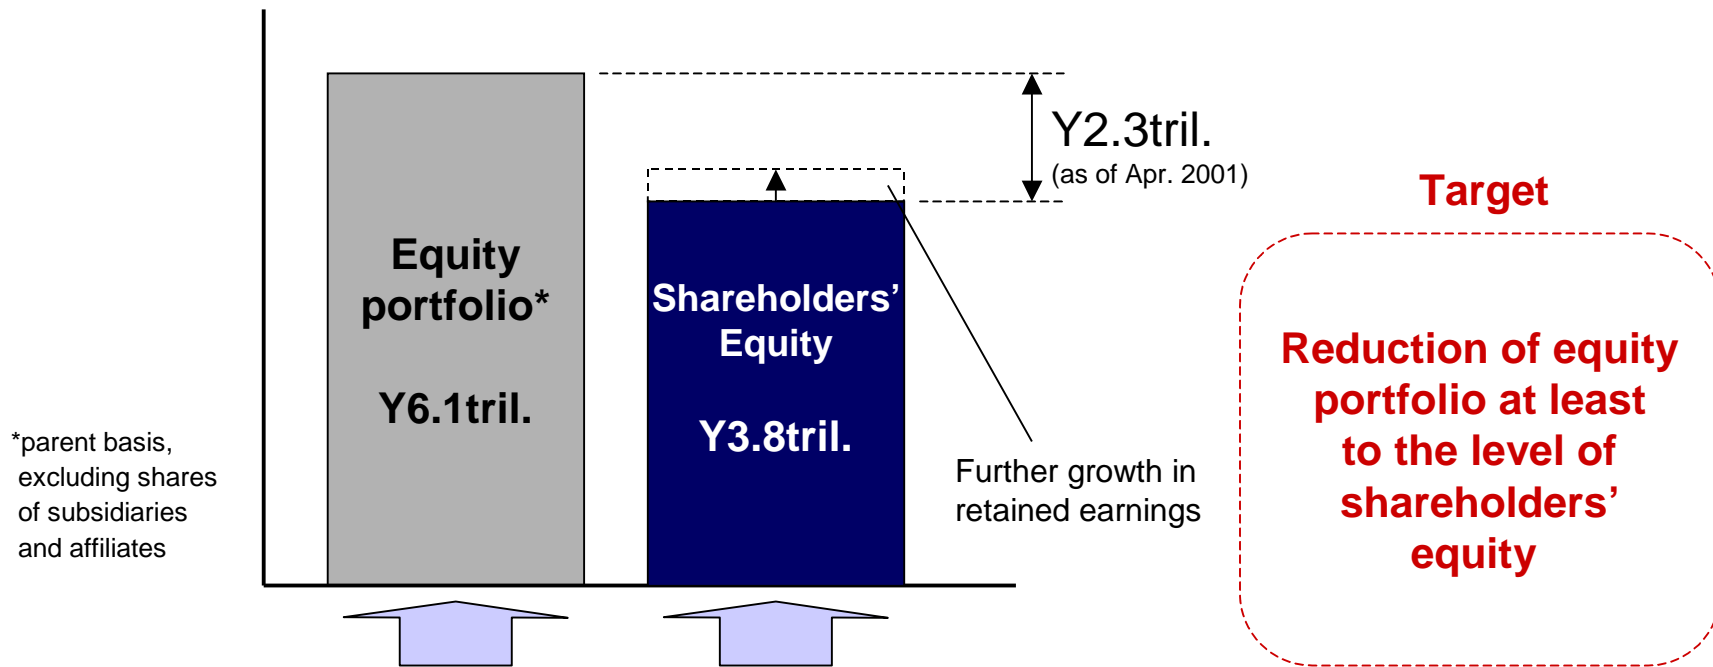 Y2.3tril.
(as of Apr. 2001)
Equity
portfolio*
Y6.1tril.
Shareholders’
Equity
Y3.8tril.
*parent basis,
excluding shares
of subsidiaries
and affiliates
Further growth in
retained earnings
Target
Reduction of equity
portfolio at least
to the level of
shareholders’
equity